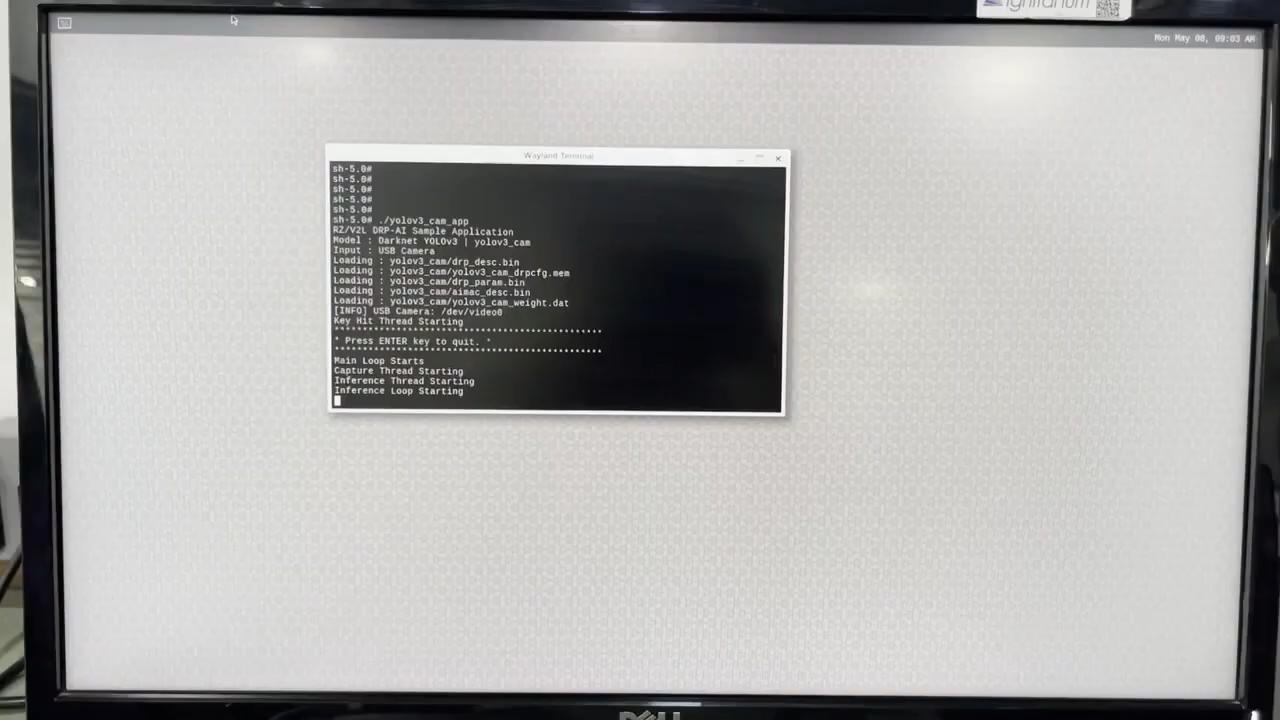 ignitarium
Mon May 08, 09:03 AM
Wayland Terminal
sh-5.0#
sh-5.0#
sh-5.0#
sh-5.0#
sh-5.0#
sh-5.0# ./yolov3_cam_app
RZ/V2L DRP-AI Sample Application
Model : Darknet YOLOv3 | yolov3_cam
Input : USB Camera
Loading : yolov3_cam/drp_desc.bin
Loading : yolov3_cam/yolov3_cam_drpcfg.mem
Loading : yolov3_cam/drp_param.bin
Loading : yolov3_cam/aimac_desc.bin
Loading : yolov3_cam/yolov3_cam_weight.dat
[INFO] USB Camera: /dev/video0
Key Hit Thread Starting
************************************************
* Press ENTER key to quit. *
************************************************
Main Loop Starts
Capture Thread Starting
Inference Thread Starting
Inference Loop Starting
DELL